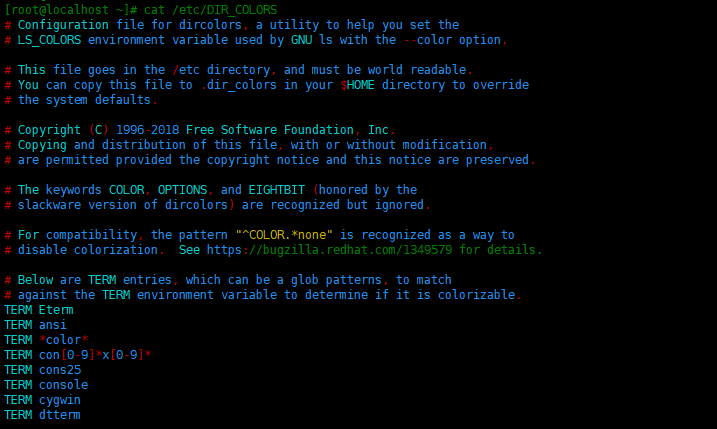 [root@localhost ~]# cat /etc/DIR_COLORS
# Configuration file for dircolors, a utility to help you set the
# LS_COLORS environment variable used by GNU ls with the --color option.
# This file goes in the /etc directory, and must be world readable.
# You can copy this file to .dir_colors in your $HOME directory to override
# the system defaults.
# Copyright (C) 1996-2018 Free Software Foundation, Inc.
# Copying and distribution of this file, with or without modification,
# are permitted provided the copyright notice and this notice are preserved.
# The keywords COLOR, OPTIONS, and EIGHTBIT (honored by the
# slackware version of dircolors) are recognized but ignored.
# For compatibility, the pattern "^COLOR.*none" is recognized as a way to
# disable colorization.  See https://bugzilla.redhat.com/1349579 for details.
# Below are TERM entries, which can be a glob patterns, to match
# against the TERM environment variable to determine if it is colorizable.
TERM Eterm
TERM ansi
TERM *color*
TERM con[0-9]*x[0-9]*
TERM cons25
TERM console
TERM cygwin
TERM dtterm